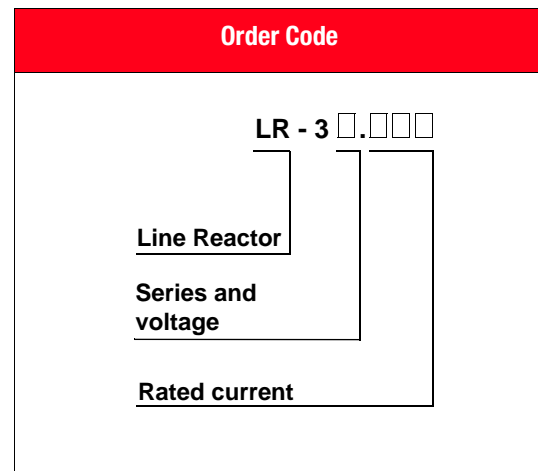 Order Code
LR - 3 □.□□□
Line Reactor
Series and
voltage
Rated current